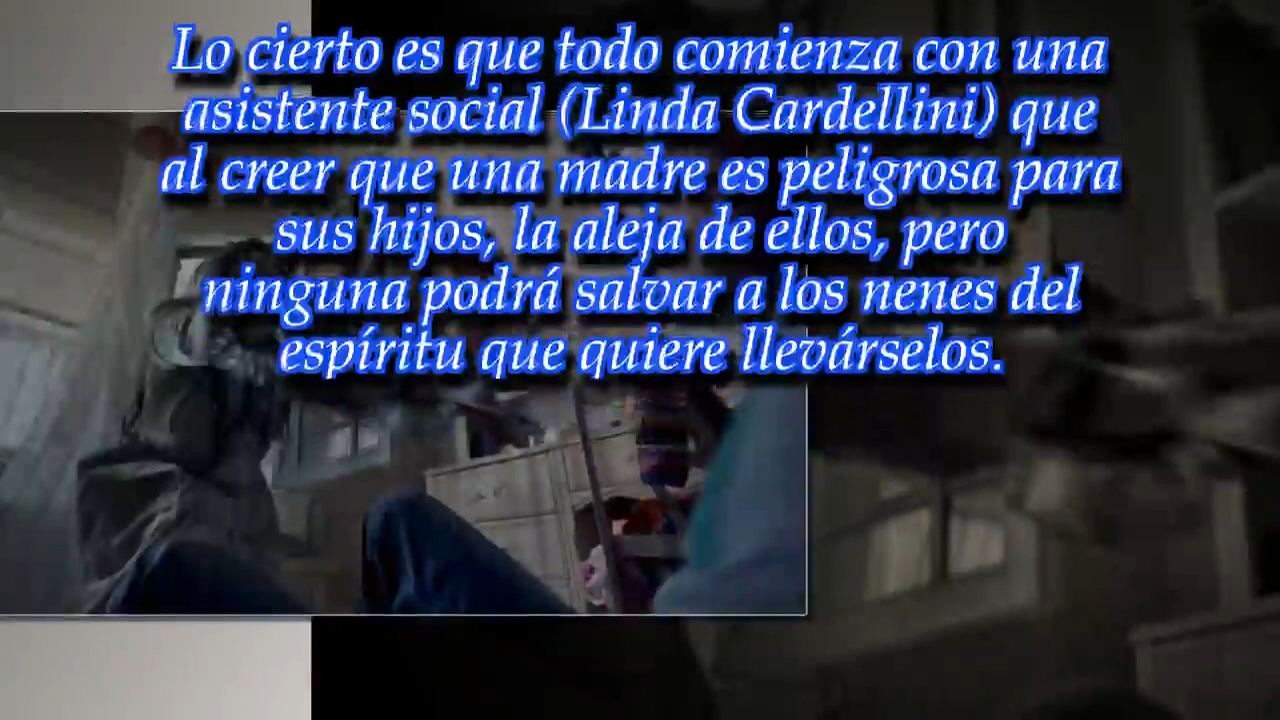 Lo cierto es que todo comienza con una
asistente social (Linda Cardellini) que
al creer que una madre es peligrosa para
sus hijos, la aleja de ellos, pero
ninguna podrá salvar a los nenes del
espíritu que quiere llevárselos.